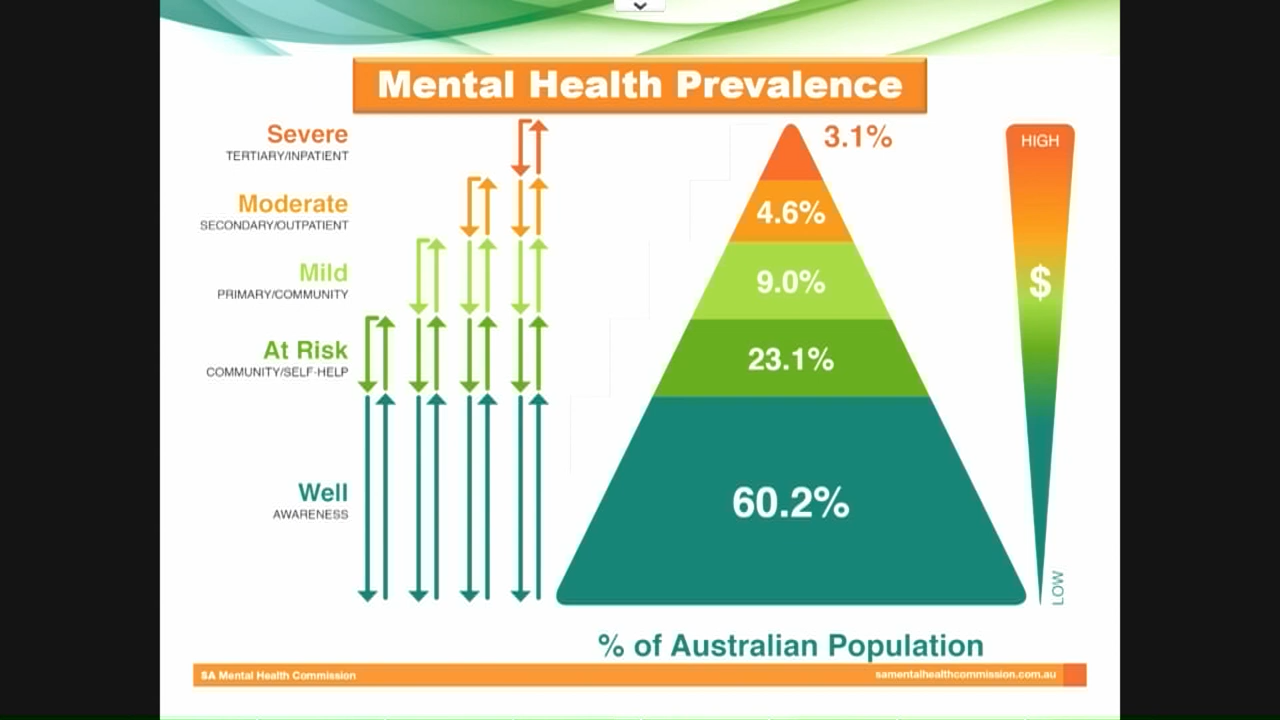 Mental Health Prevalence
Severe
TERTIARY/INPATIENT
3.1%
HIGH
Moderate
SECONDARY/OUTPATIENT
4.6%
Mild
PRIMARY/COMMUNITY
9.0%
$
At Risk
COMMUNITY/SELF-HELP
23.1%
Well
AWARENESS
60.2%
LOW
% of Australian Population
SA Mental Health Commission
samentalhealthcommission.com.au